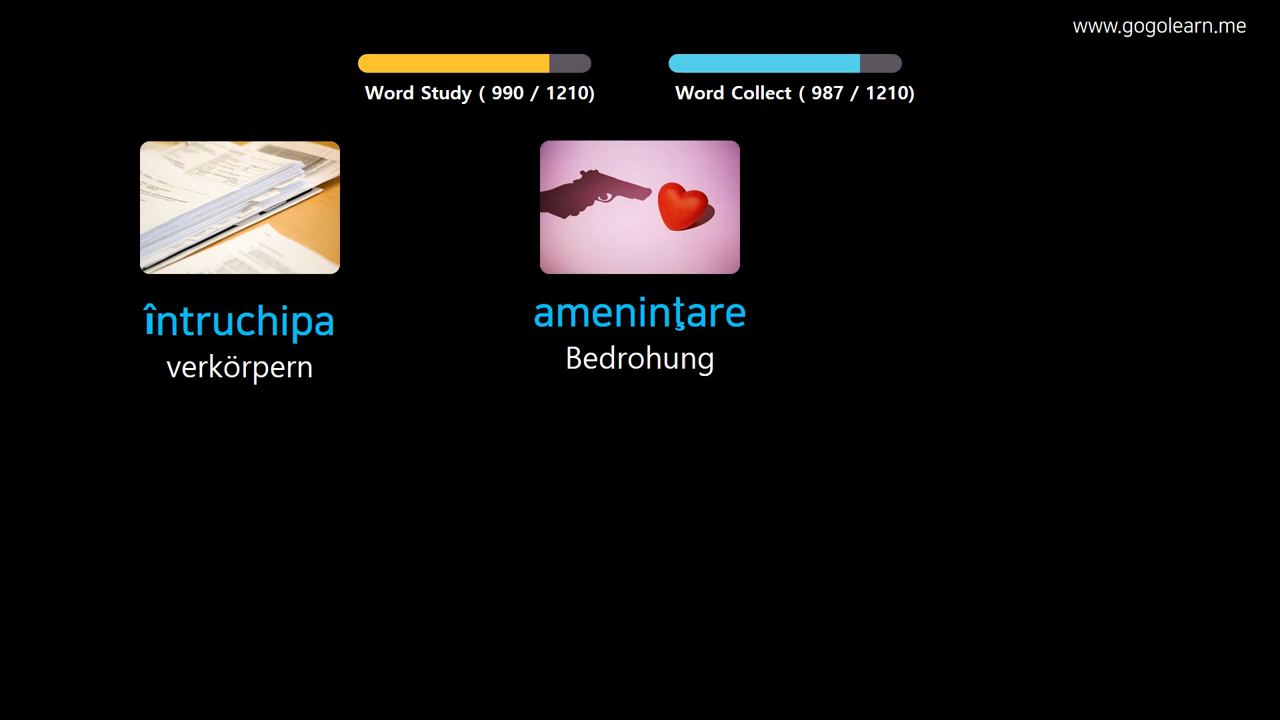 www.gogolearn.me
Word Study ( 990 / 1210)
Word Collect ( 987 / 1210)
întruchipa
verkörpern
ameninţare
Bedrohung